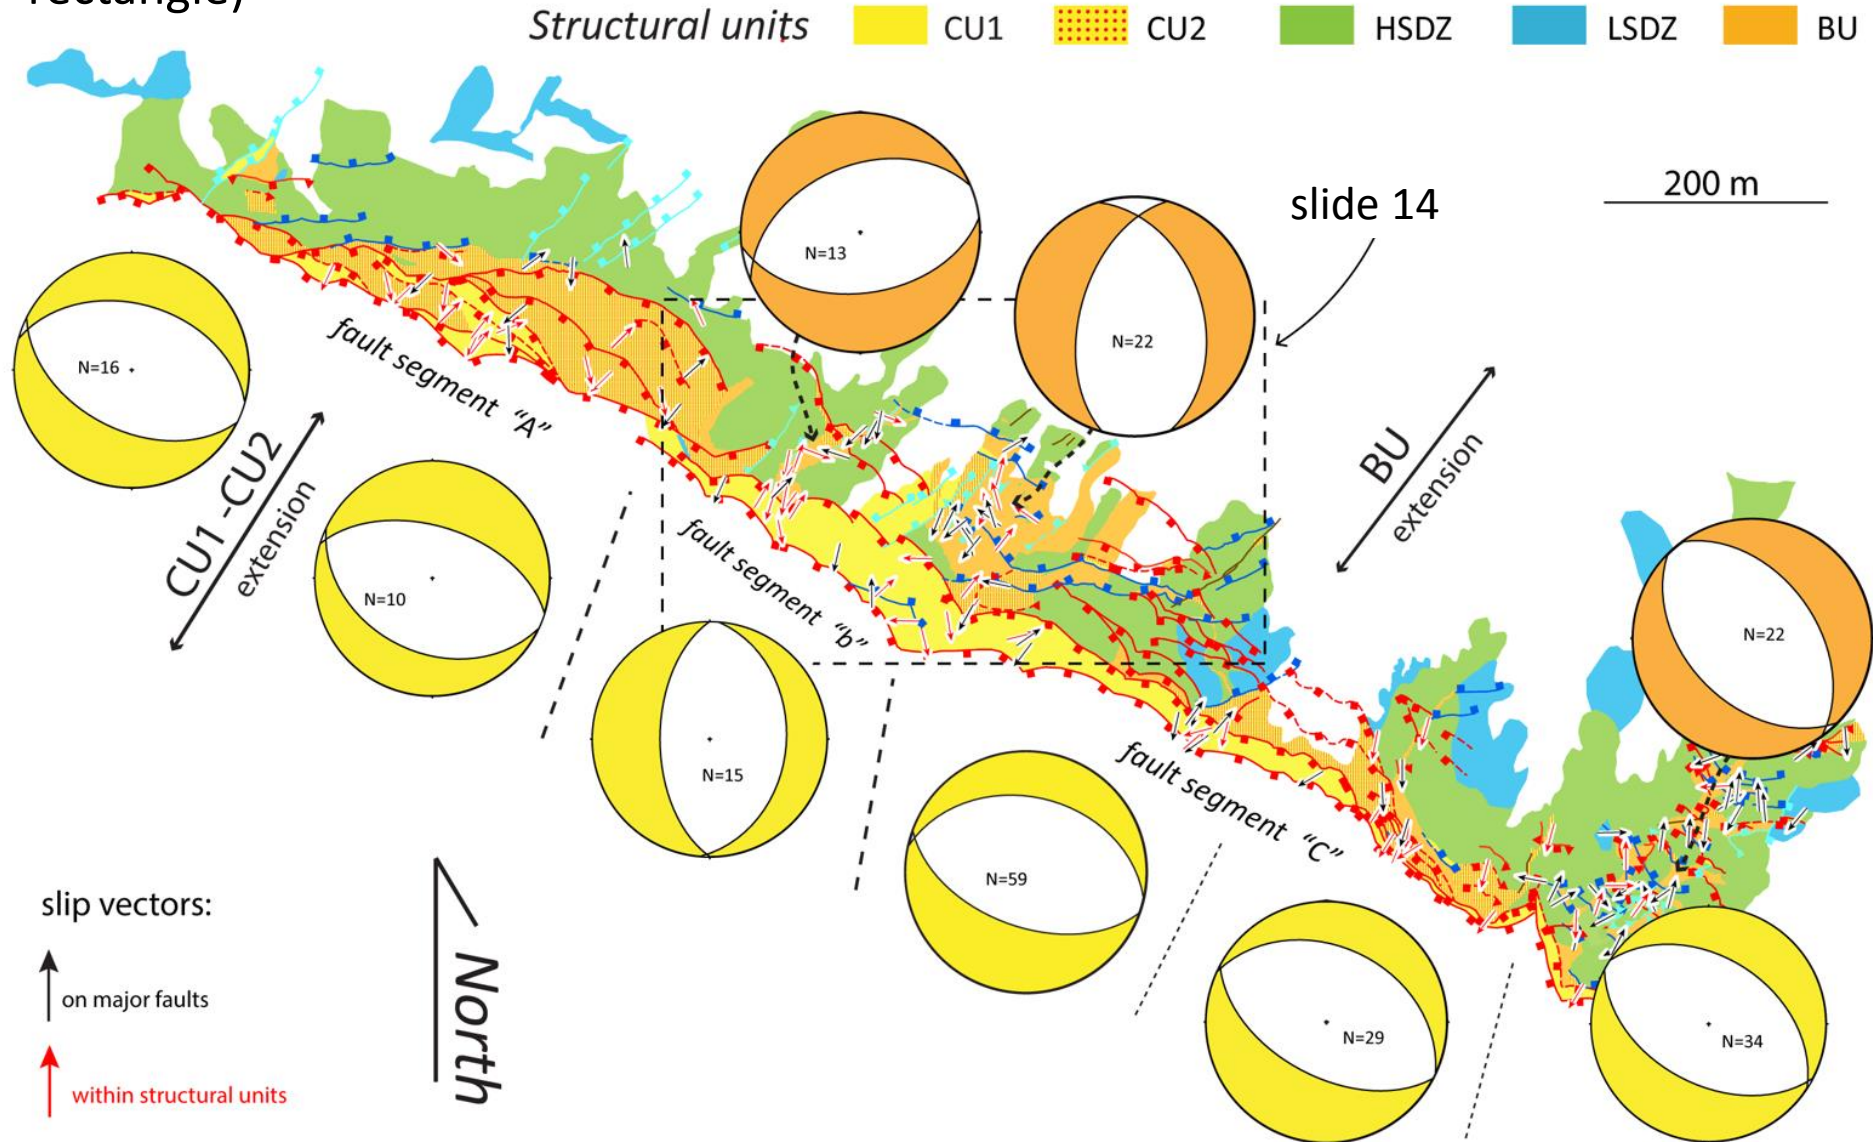 rectangle)
Structural units
CU1
CU2
HSDZ
LSDZ
BU
200 m
slide 14
N=13
N=22
N=16
fault segment "A"
CU1 -CU2
extension
BU
extension
N=10
fault segment "b"
N=22
N=15
fault segment "C"
N=59
slip vectors:
on major faults
within structural units
North
N=29
N=34